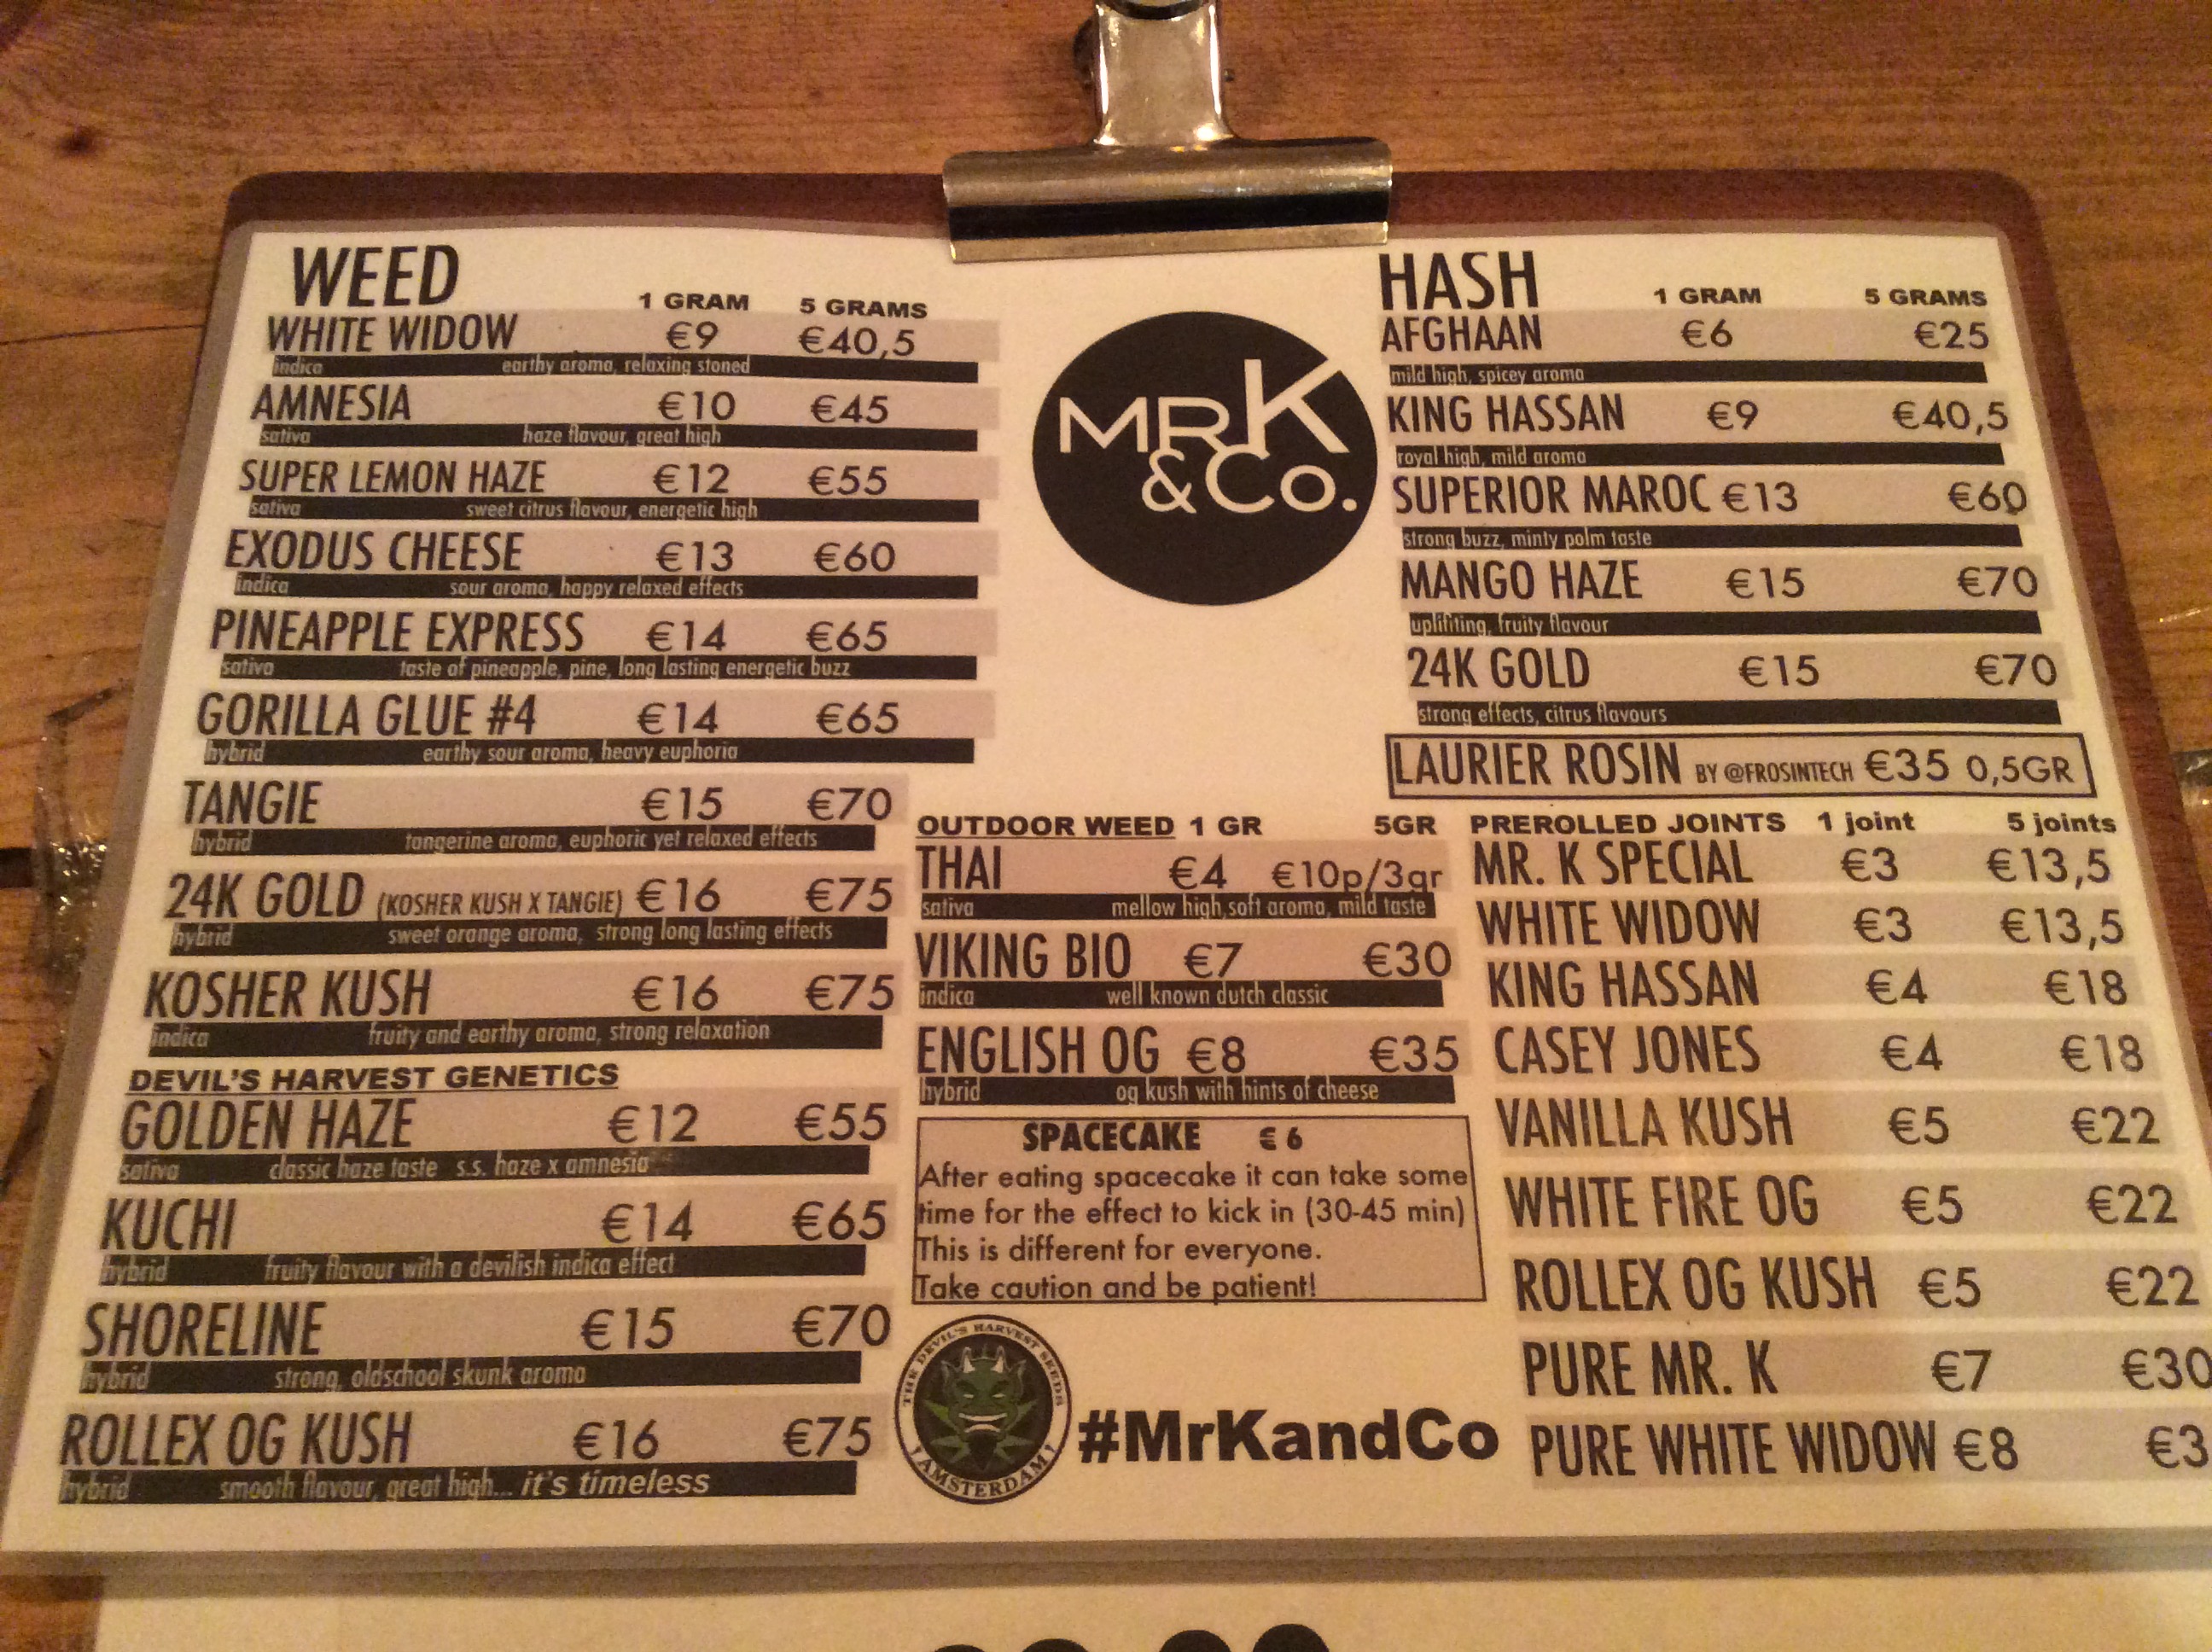 WEED 1 GRAM 5 GRAMS
WHITE WIDOW €9 €40,5
indica earthy aroma, relaxing stoned
AMNESIA €10 €45
sativa haze flavour, great high
SUPER LEMON HAZE €12 €55
sativa sweet citrus flavour, energetic high
EXODUS CHEESE €13 €60
indica sour aroma, happy relaxed effects
PINEAPPLE EXPRESS €14 €65
sativa taste of pineapple, pine, long lasting energetic buzz
GORILLA GLUE #4 €14 €65
hybrid earthy sour aroma, heavy euphoria
TANGIE €15 €70
hybrid tangerine aroma, euphoric yet relaxed effects
24K GOLD (KOSHER KUSH X TANGIE) €16 €75
hybrid sweet orange aroma, strong long lasting effects
KOSHER KUSH €16 €75
indica fruity and earthy aroma, strong relaxation
DEVIL'S HARVEST GENETICS
GOLDEN HAZE €12 €55
sativa classic haze taste s.s. haze x amnesia
KUCHI €14 €65
hybrid fruity flavour with a devilish indica effect
SHORELINE €15 €70
hybrid strong, oldschool skunk aroma
ROLLEX OG KUSH €16 €75
hybrid smooth flavour, great high... it's timeless
MR K
& Co.
OUTDOOR WEED 1 GR 5GR
THAI €4 €10p/3gr
sativa mellow high, soft aroma, mild taste
VIKING BIO €7 €30
indica well known dutch classic
ENGLISH OG €8 €35
hybrid og kush with hints of cheese
SPACECAKE €6
After eating spacecake it can take some
time for the effect to kick in (30-45 min)
This is different for everyone.
Take caution and be patient!
THE DEVIL'S HARVEST SEEDS
AMSTERDAM
#MrKandCo
HASH 1 GRAM 5 GRAMS
AFGHAAN €6 €25
mild high, spicey aroma
KING HASSAN €9 €40,5
royal high, mild aroma
SUPERIOR MAROC €13 €60
strong buzz, minty polm taste
MANGO HAZE €15 €70
uplifiting, fruity flavour
24K GOLD €15 €70
strong effects, citrus flavours
LAURIER ROSIN BY @FROSINTECH €35 0,5GR
PREROLLED JOINTS 1 joint 5 joints
MR. K SPECIAL €3 €13,5
WHITE WIDOW €3 €13,5
KING HASSAN €4 €18
CASEY JONES €4 €18
VANILLA KUSH €5 €22
WHITE FIRE OG €5 €22
ROLLEX OG KUSH €5 €22
PURE MR. K €7 €30
PURE WHITE WIDOW €8 €3